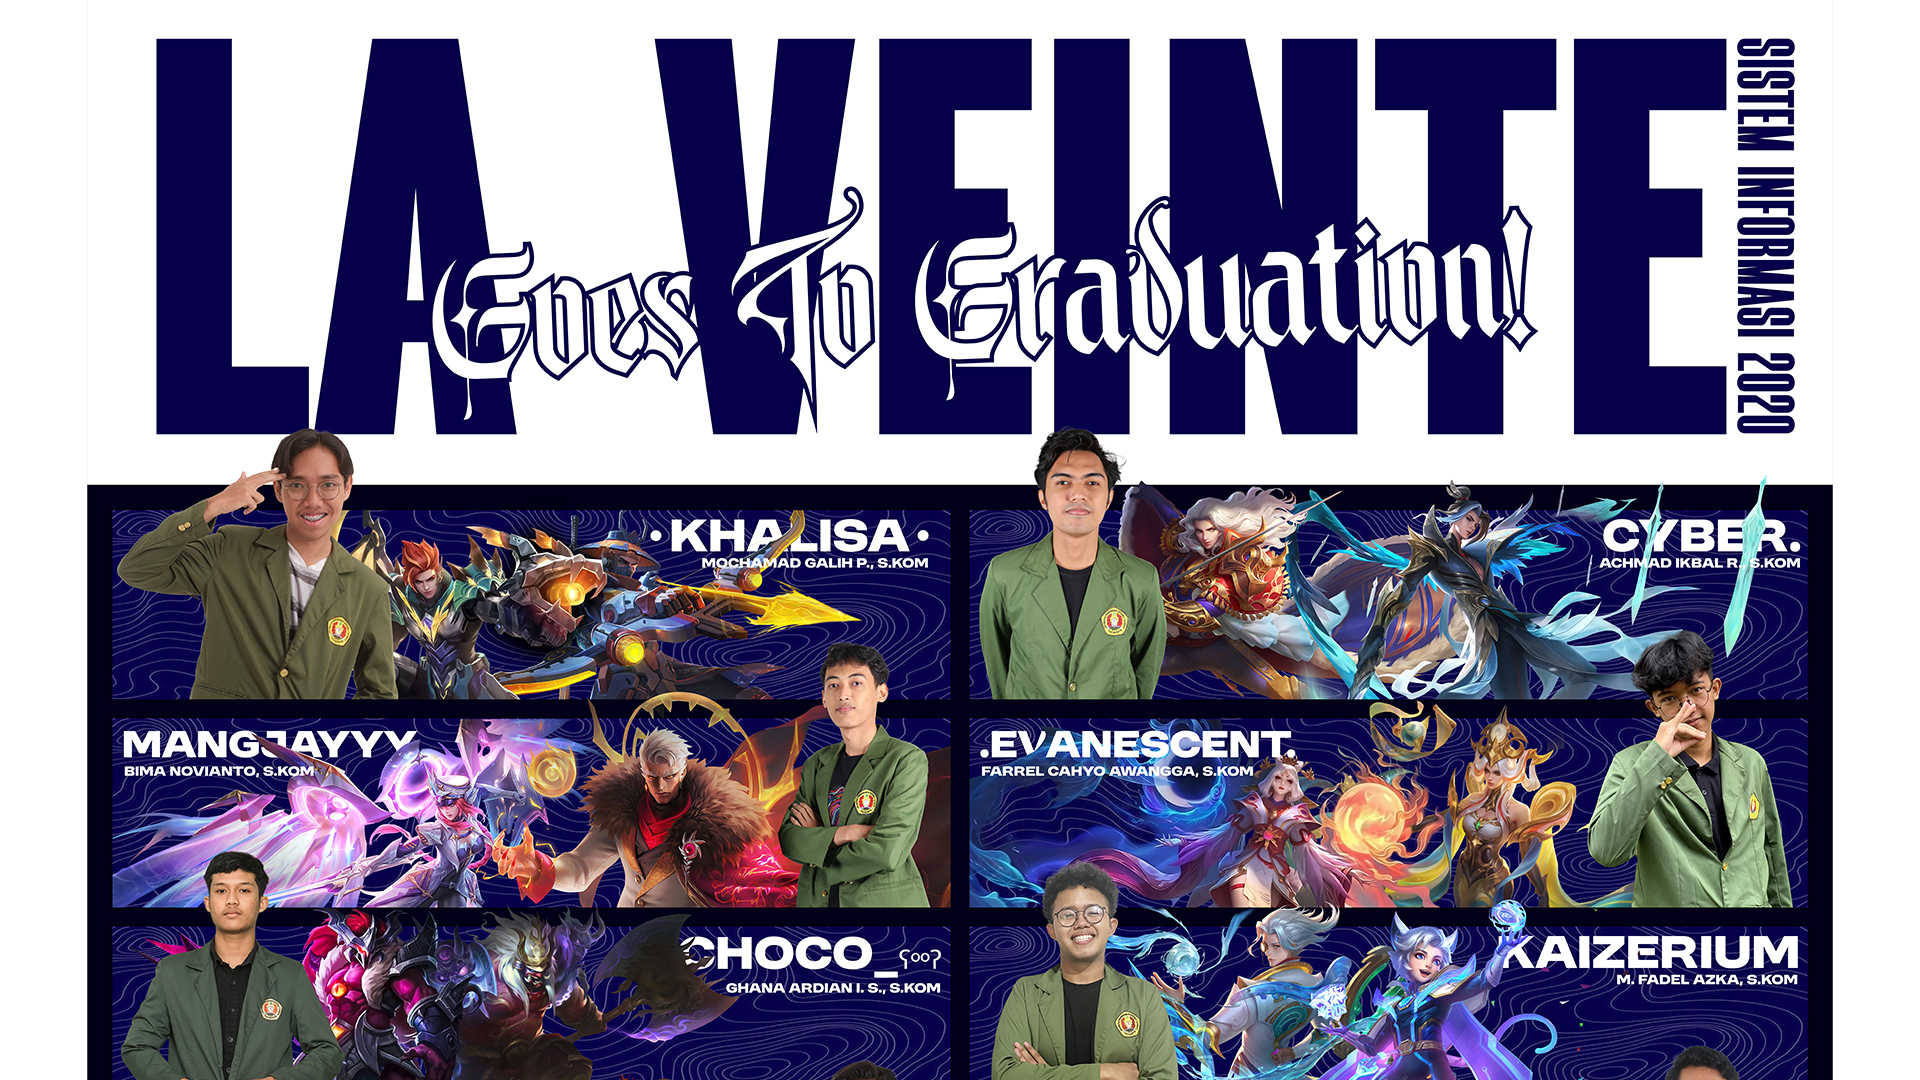 LA VEINTE
Goes To Graduation!
SISTEM INFORMASI 2020
• KHALISA •
MOCHAMAD GALIH P., S.KOM
CYBER.
ACHMAD IKBAL R., S.KOM
MANGJAYYY
BIMA NOVIANTO, S.KOM
.EVANESCENT.
FARREL CAHYO AWANGGA, S.KOM
CHOCO_ʕᵒᵒʔ
GHANA ARDIAN I. S., S.KOM
KAIZERIUM
M. FADEL AZKA, S.KOM